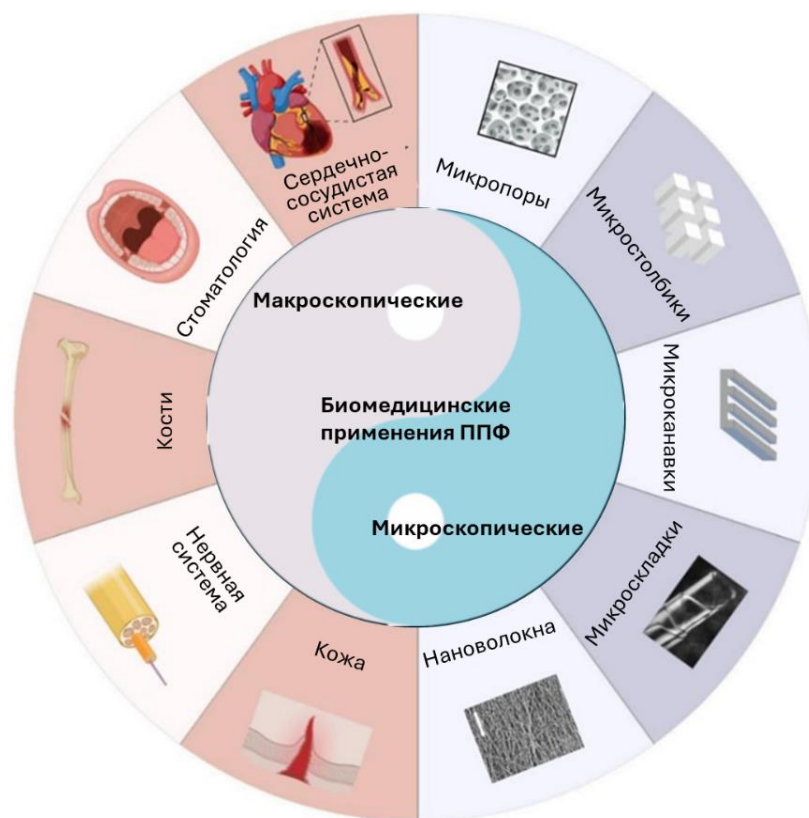 Сердечно-
сосудистая
система
Микропоры
Микростолбики
Микроканавки
Микроскладки
Нановолокна
Кожа
Нервная
система
Кости
Стоматология
Макроскопические
Биомедицинские
применения ППФ
Микроскопические